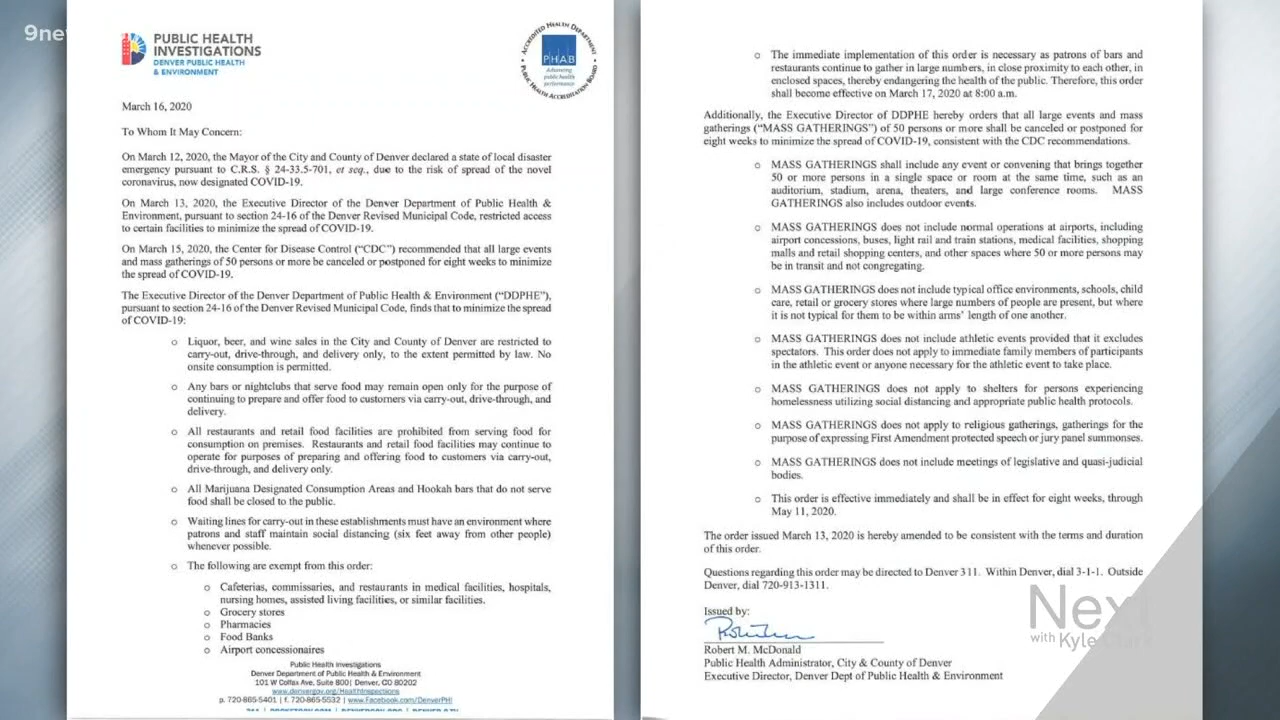 9ne
PUBLIC HEALTH
INVESTIGATIONS
DENVER PUBLIC HEALTH
& ENVIRONMENT
ACCREDITED HEALTH DEPARTMENT
PUBLIC HEALTH ACCREDITATION BOARD
PHAB
Advancing
public health
performance
March 16, 2020
To Whom It May Concern:
On March 12, 2020, the Mayor of the City and County of Denver declared a state of local disaster
emergency pursuant to C.R.S. § 24-33.5-701, et seq., due to the risk of spread of the novel
coronavirus, now designated COVID-19.
On March 13, 2020, the Executive Director of the Denver Department of Public Health &
Environment, pursuant to section 24-16 of the Denver Revised Municipal Code, restricted access
to certain facilities to minimize the spread of COVID-19.
On March 15, 2020, the Center for Disease Control ("CDC") recommended that all large events
and mass gatherings of 50 persons or more be canceled or postponed for eight weeks to minimize
the spread of COVID-19.
The Executive Director of the Denver Department of Public Health & Environment ("DDPHE"),
pursuant to section 24-16 of the Denver Revised Municipal Code, finds that to minimize the spread
of COVID-19:
o Liquor, beer, and wine sales in the City and County of Denver are restricted to
carry-out, drive-through, and delivery only, to the extent permitted by law. No
onsite consumption is permitted.
o Any bars or nightclubs that serve food may remain open only for the purpose of
continuing to prepare and offer food to customers via carry-out, drive-through, and
delivery.
o All restaurants and retail food facilities are prohibited from serving food for
consumption on premises. Restaurants and retail food facilities may continue to
operate for purposes of preparing and offering food to customers via carry-out,
drive-through, and delivery only.
o All Marijuana Designated Consumption Areas and Hookah bars that do not serve
food shall be closed to the public.
o Waiting lines for carry-out in these establishments must have an environment where
patrons and staff maintain social distancing (six feet away from other people)
whenever possible.
o The following are exempt from this order:
o Cafeterias, commissaries, and restaurants in medical facilities, hospitals,
nursing homes, assisted living facilities, or similar facilities.
o Grocery stores
o Pharmacies
o Food Banks
o Airport concessionaires
Public Health Investigations
Denver Department of Public Health & Environment
101 W Colfax Ave, Suite 800| Denver, CO 80202
www.denvergov.org/HealthInspections
p. 720-865-5401 | f. 720-865-5532 | www.Facebook.com/DenverPHI
o The immediate implementation of this order is necessary as patrons of bars and
restaurants continue to gather in large numbers, in close proximity to each other, in
enclosed spaces, thereby endangering the health of the public. Therefore, this order
shall become effective on March 17, 2020 at 8:00 a.m.
Additionally, the Executive Director of DDPHE hereby orders that all large events and mass
gatherings ("MASS GATHERINGS") of 50 persons or more shall be canceled or postponed for
eight weeks to minimize the spread of COVID-19, consistent with the CDC recommendations.
o MASS GATHERINGS shall include any event or convening that brings together
50 or more persons in a single space or room at the same time, such as an
auditorium, stadium, arena, theaters, and large conference rooms. MASS
GATHERINGS also includes outdoor events.
o MASS GATHERINGS does not include normal operations at airports, including
airport concessions, buses, light rail and train stations, medical facilities, shopping
malls and retail shopping centers, and other spaces where 50 or more persons may
be in transit and not congregating.
o MASS GATHERINGS does not include typical office environments, schools, child
care, retail or grocery stores where large numbers of people are present, but where
it is not typical for them to be within arms' length of one another.
o MASS GATHERINGS does not include athletic events provided that it excludes
spectators. This order does not apply to immediate family members of participants
in the athletic event or anyone necessary for the athletic event to take place.
o MASS GATHERINGS does not apply to shelters for persons experiencing
homelessness utilizing social distancing and appropriate public health protocols.
o MASS GATHERINGS does not apply to religious gatherings, gatherings for the
purpose of expressing First Amendment protected speech or jury panel summonses.
o MASS GATHERINGS does not include meetings of legislative and quasi-judicial
bodies.
o This order is effective immediately and shall be in effect for eight weeks, through
May 11, 2020.
The order issued March 13, 2020 is hereby amended to be consistent with the terms and duration
of this order.
Questions regarding this order may be directed to Denver 311. Within Denver, dial 3-1-1. Outside
Denver, dial 720-913-1311.
Issued by:
Robert M. McDonald
Public Health Administrator, City & County of Denver
Executive Director, Denver Dept of Public Health & Environment
Next
with Kyle Clark